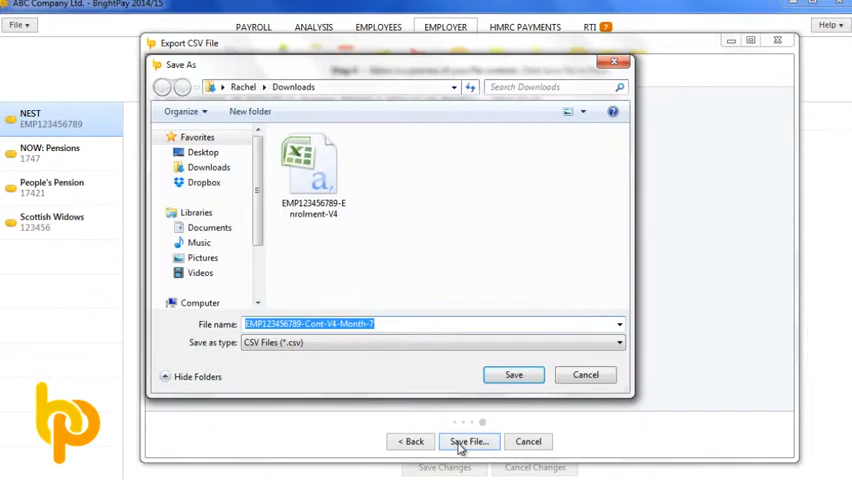 ABC Company Ltd. - BrightPay 2014/15
File
PAYROLL
ANALYSIS
EMPLOYEES
EMPLOYER
HMRC PAYMENTS
RTI 7
Help
Export CSV File
Save As
Rachel
Downloads
Search Downloads
Organize
New folder
NEST
EMP123456789
NOW: Pensions
1747
People's Pension
17421
Scottish Widows
123456
Favorites
Desktop
Downloads
Dropbox
Libraries
Documents
Music
Pictures
Videos
Computer
EMP123456789-E
nrolment-V4
File name:
EMP123456789-Cont-V4-Month-7
Save as type:
CSV Files (*.csv)
Hide Folders
Save
Cancel
< Back
Save File...
Cancel
Save Changes
Cancel Changes
bp